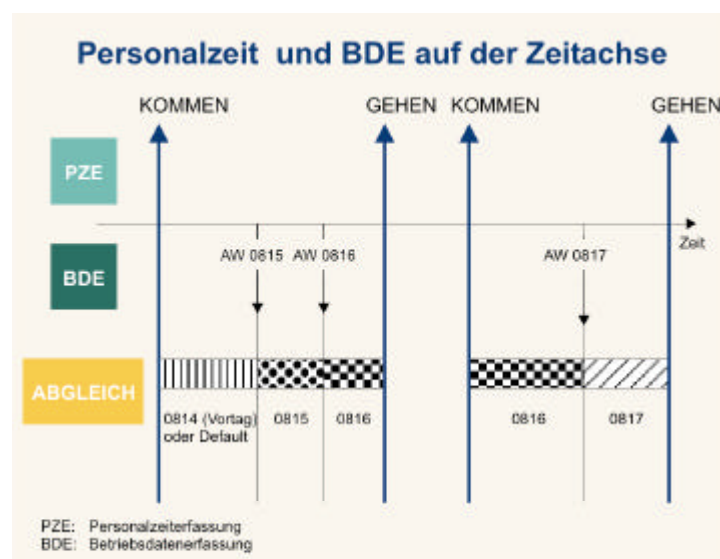 Personalzeit und BDE auf der Zeitachse
KOMMEN GEHEN KOMMEN GEHEN
PZE
Zeit
AW 0815 AW 0816 AW 0817
BDE
ABGLEICH
0814 (Vortag) 0815 0816 0816 0817
oder Default
PZE: Personalzeiterfassung
BDE: Betriebsdatenerfassung